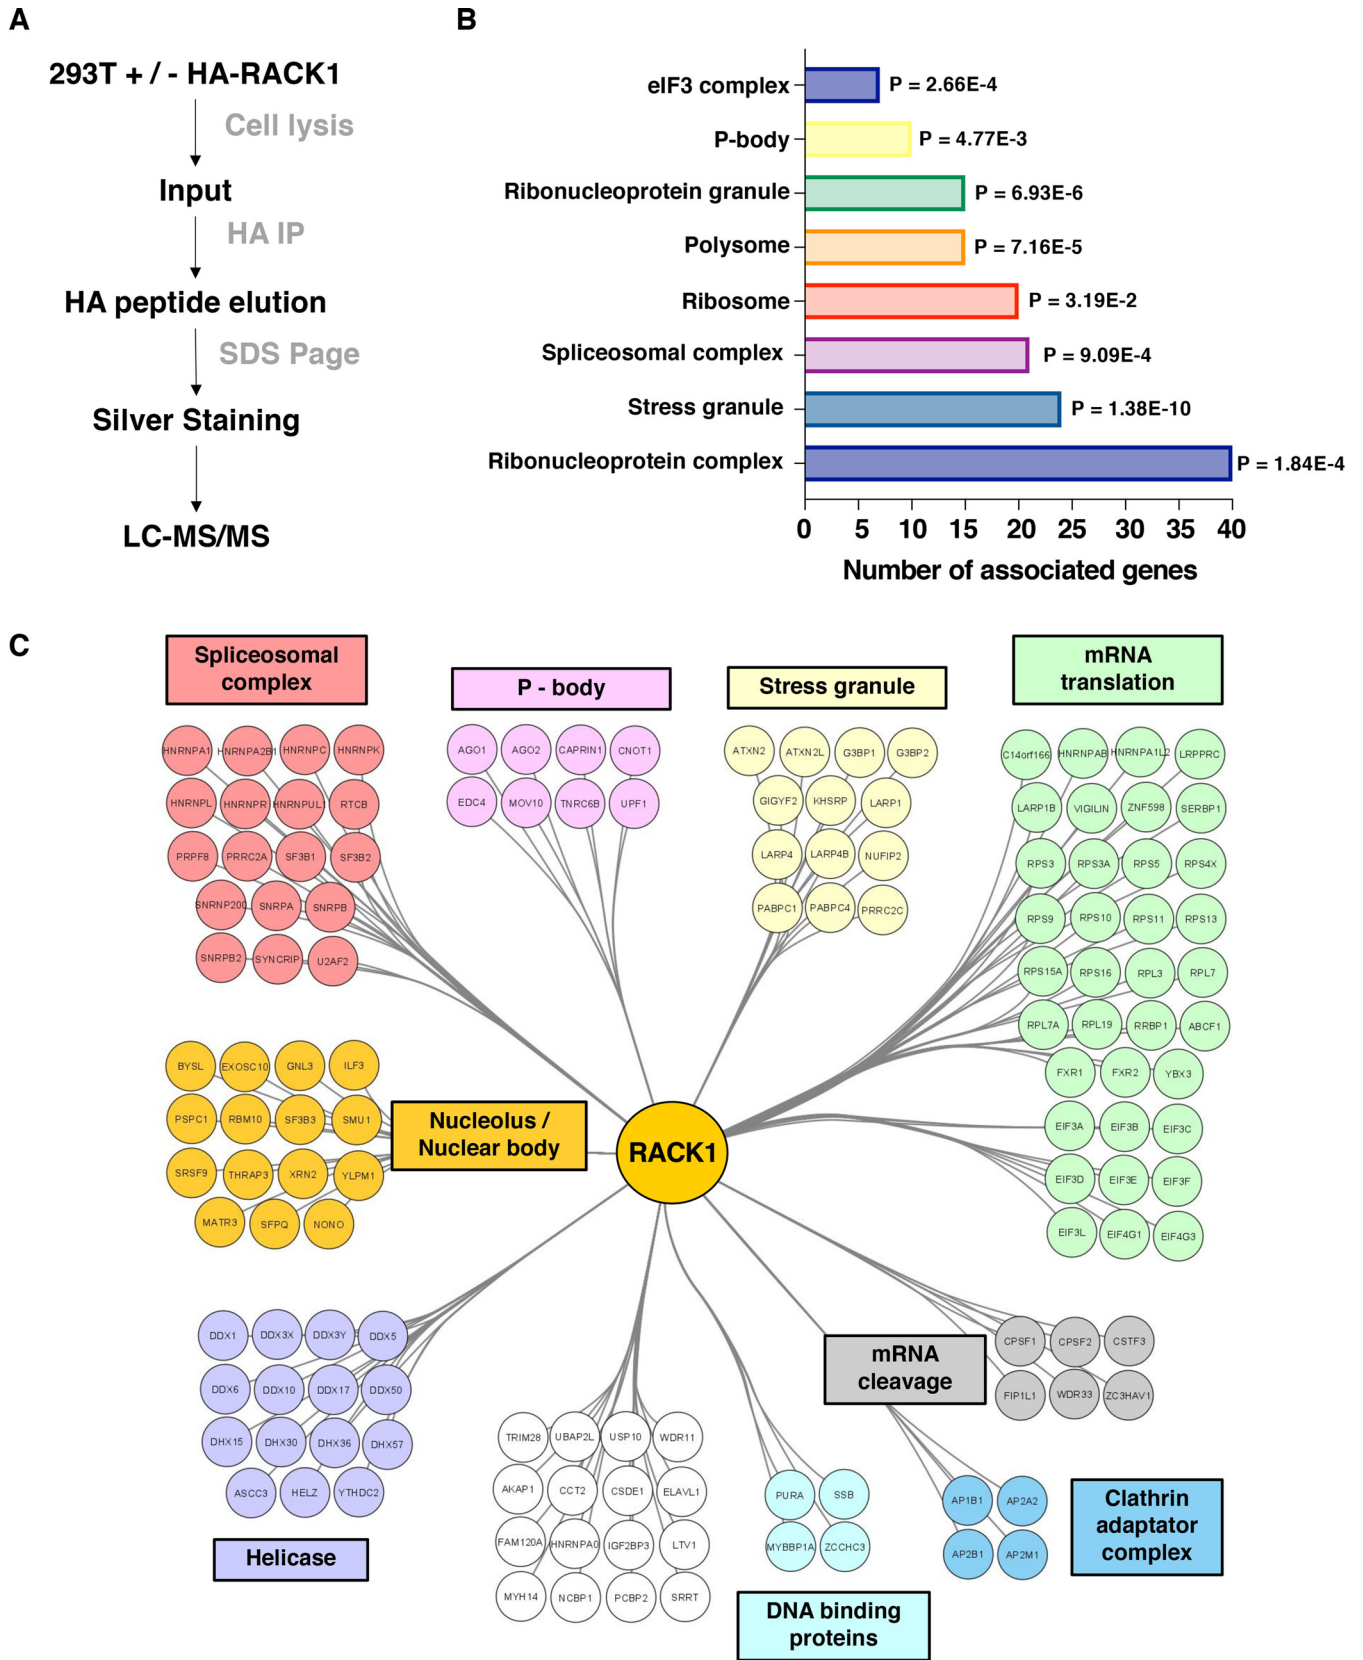 A
293T + / - HA-RACK1
Cell lysis
Input
HA IP
HA peptide elution
SDS Page
Silver Staining
LC-MS/MS
B
eIF3 complex
P = 2.66E-4
P-body
P = 4.77E-3
Ribonucleoprotein granule
P = 6.93E-6
Polysome
P = 7.16E-5
Ribosome
P = 3.19E-2
Spliceosomal complex
P = 9.09E-4
Stress granule
P = 1.38E-10
Ribonucleoprotein complex
P = 1.84E-4
0 5 10 15 20 25 30 35 40
Number of associated genes
C
Spliceosomal
complex
HNRNPA1 HNRNPA2B1 HNRNPC HNRNPK
HNRNPL HNRNPR HNRNPUL1 RTCB
PRPF8 PRRC2A SF3B1 SF3B2
SNRNP200 SNRPA SNRPB
SNRPB2 SYNCRIP U2AF2
P - body
AGO1 AGO2 CAPRIN1 CNOT1
EDC4 MOV10 TNRC6B UPF1
Stress granule
ATXN2 ATXN2L G3BP1 G3BP2
GIGYF2 KHSRP LARP1
LARP4 LARP4B NUFIP2
PABPC1 PABPC4 PRRC2C
mRNA
translation
C14orf166 HNRNPAB HNRNPA1L2 LRPPRC
LARP1B VIGILIN ZNF598 SERBP1
RPS3 RPS3A RPS5 RPS4X
RPS9 RPS10 RPS11 RPS13
RPS15A RPS16 RPL3 RPL7
RPL7A RPL19 RRBP1 ABCF1
FXR1 FXR2 YBX3
EIF3A EIF3B EIF3C
EIF3D EIF3E EIF3F
EIF3L EIF4G1 EIF4G3
BYSL EXOSC10 GNL3 ILF3
PSPC1 RBM10 SF3B3 SMU1
SRSF9 THRAP3 XRN2 YLPM1
MATR3 SFPQ NONO
Nucleolus /
Nuclear body
RACK1
DDX1 DDX3X DDX3Y DDX5
DDX6 DDX10 DDX17 DDX50
DHX15 DHX30 DHX36 DHX57
ASCC3 HELZ YTHDC2
Helicase
TRIM28 UBAP2L USP10 WDR11
AKAP1 CCT2 CSDE1 ELAVL1
FAM120A HNRNPA0 IGF2BP3 LTV1
MYH14 NCBP1 PCBP2 SRRT
PURA SSB
MYBBP1A ZCCHC3
DNA binding
proteins
mRNA
cleavage
CPSF1 CPSF2 CSTF3
FIP1L1 WDR33 ZC3HAV1
AP1B1 AP2A2
AP2B1 AP2M1
Clathrin
adaptator
complex